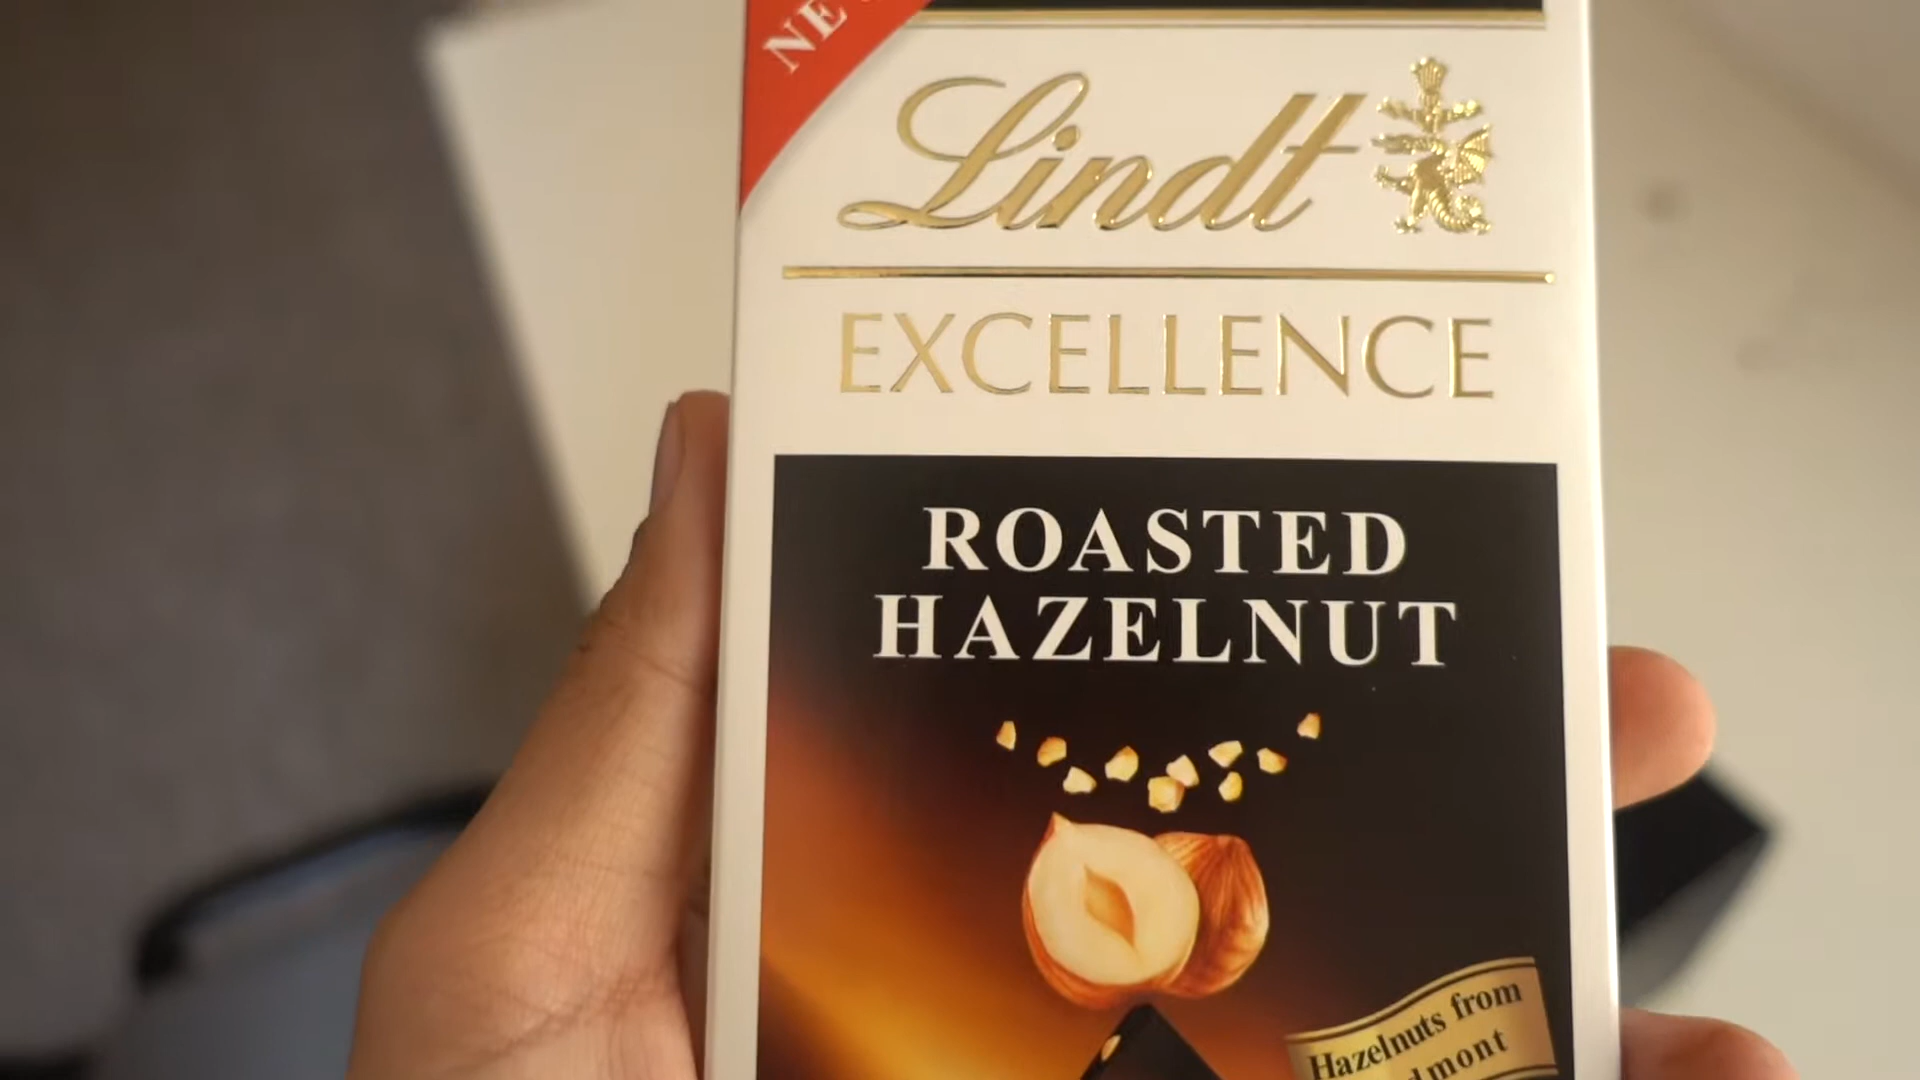 Lindt
EXCELLENCE
ROASTED
HAZELNUT
Hazelnuts from